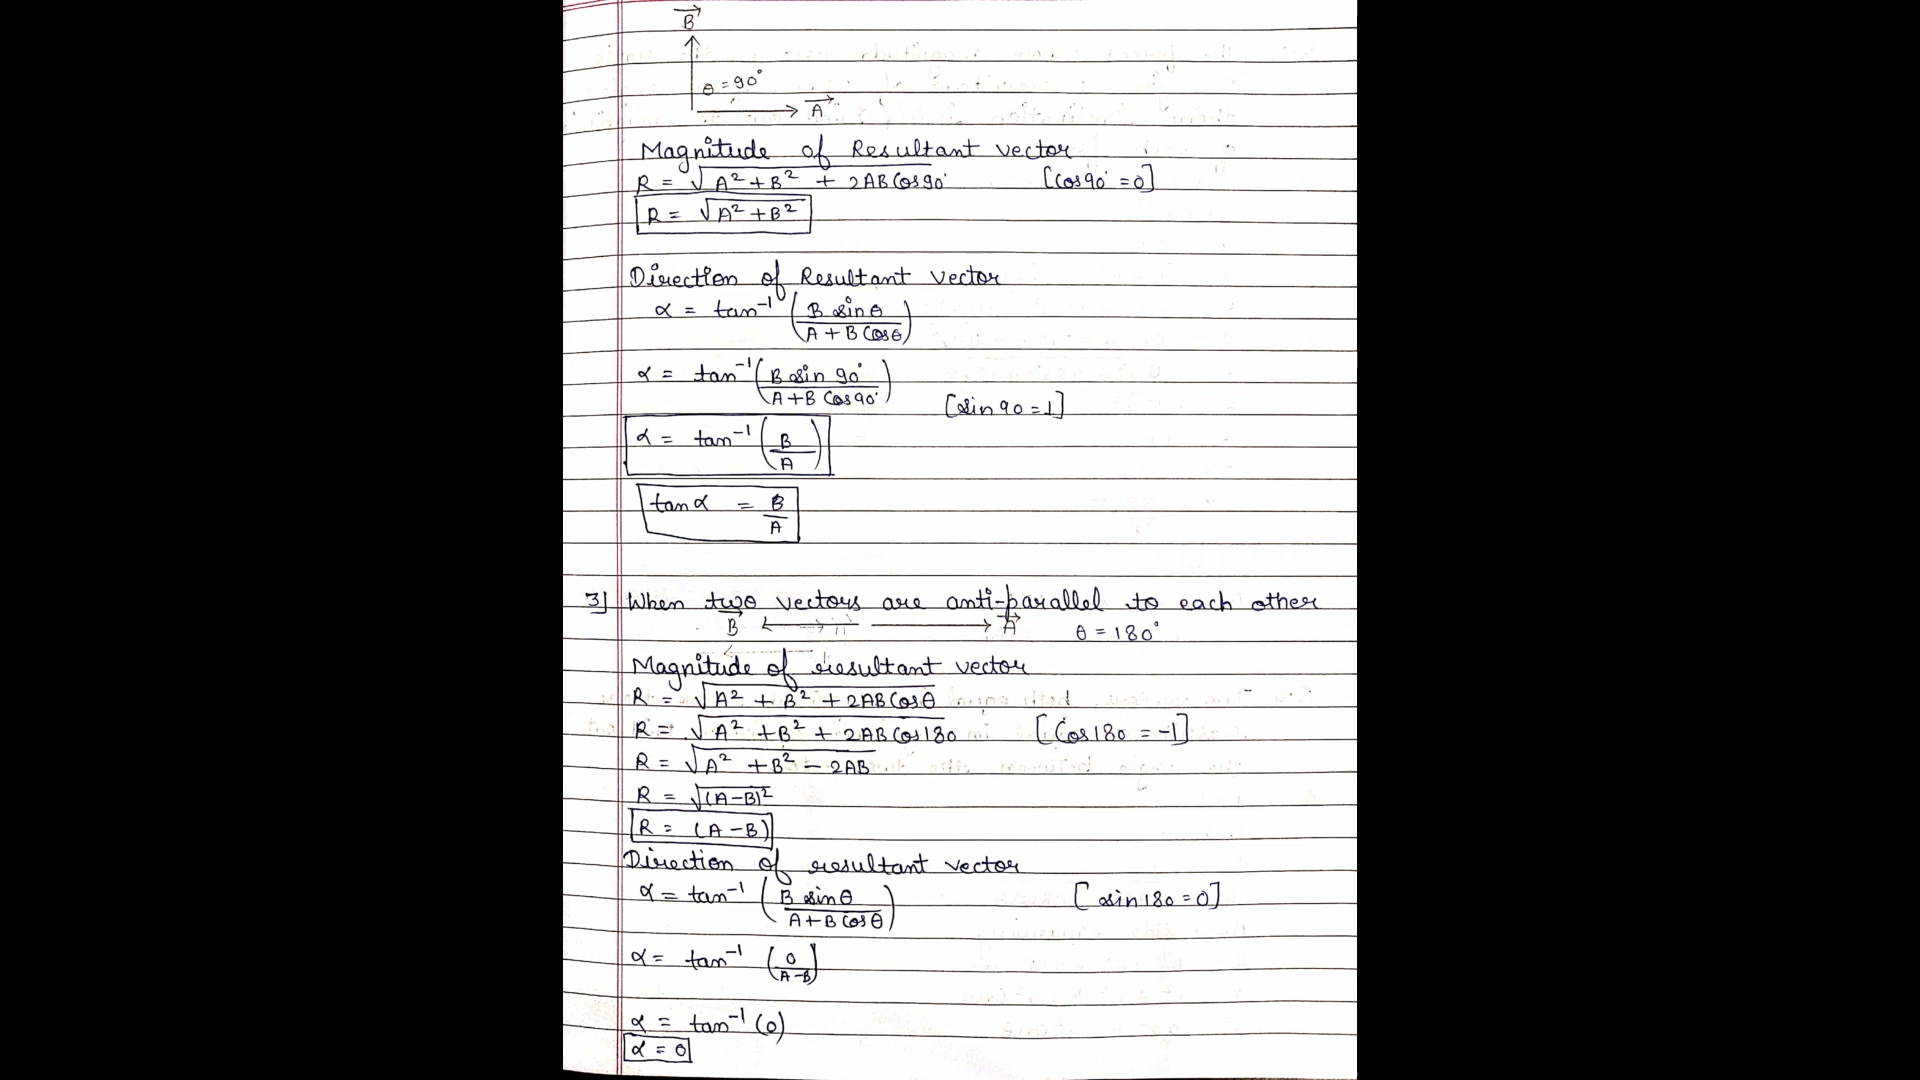 B⃗
θ = 90°
A⃗
Magnitude of Resultant vector
R = √A² + B² + 2AB Cos90° [Cos90° = 0]
R = √A² + B²
Direction of Resultant vector
α = tan⁻¹ (B sinθ / A + B Cosθ)
α = tan⁻¹ (B sin 90° / A + B Cos90°)
[sin 90 = 1]
α = tan⁻¹ (B / A)
tan α = B / A
3] When two vectors are anti-parallel to each other
B⃗ A⃗ θ = 180°
Magnitude of resultant vector
R = √A² + B² + 2AB Cosθ
R = √A² + B² + 2AB Cos180 [Cos180 = -1]
R = √A² + B² - 2AB
R = √(A-B)²
R = (A - B)
Direction of resultant vector
α = tan⁻¹ (B sinθ / A + B Cosθ) [sin180 = 0]
α = tan⁻¹ (0 / A-B)
α = tan⁻¹ (0)
α = 0